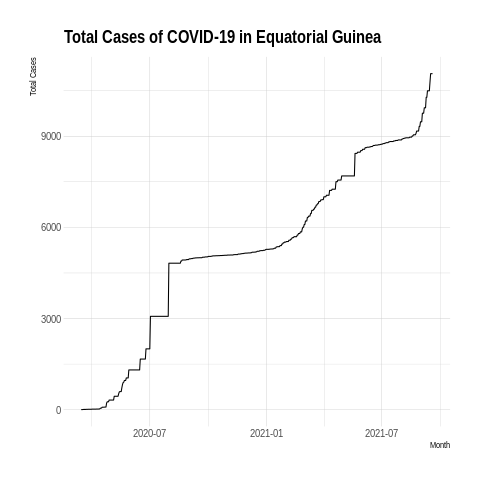 Total Cases of COVID-19 in Equatorial Guinea
Total Cases
9000
6000
3000
0
2020-07
2021-01
2021-07
Month